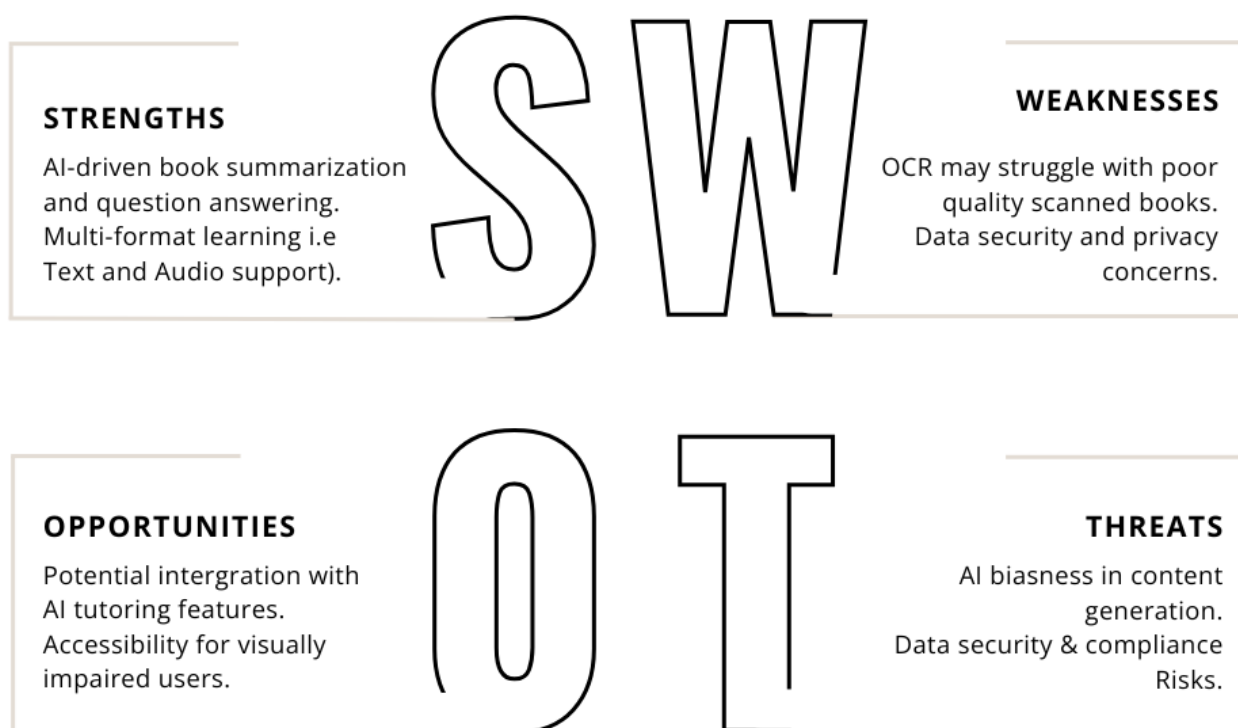 S W
STRENGTHS
AI-driven book summarization
and question answering.
Multi-format learning i.e
Text and Audio support).
WEAKNESSES
OCR may struggle with poor
quality scanned books.
Data security and privacy
concerns.
O T
OPPORTUNITIES
Potential intergration with
AI tutoring features.
Accessibility for visually
impaired users.
THREATS
AI biasness in content
generation.
Data security & compliance
Risks.